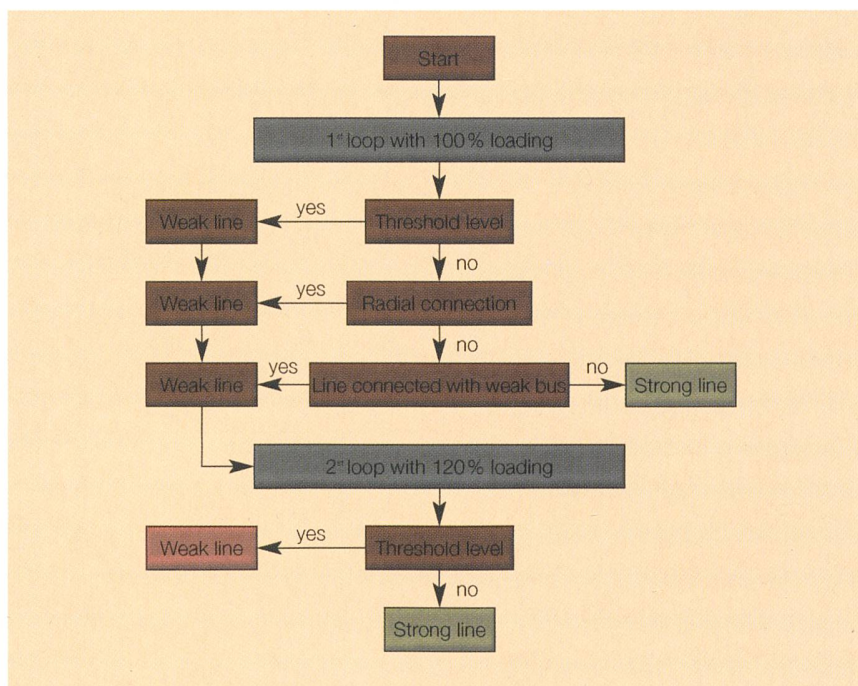 Start
1st loop with 100% loading
Weak line
yes
Threshold level
no
Weak line
yes
Radial connection
no
Weak line
yes
Line connected with weak bus
no
Strong line
2st loop with 120% loading
Weak line
yes
Threshold level
no
Strong line